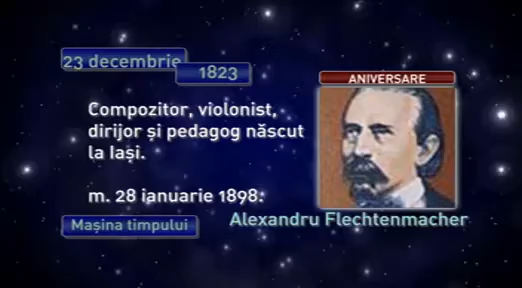 23 decembrie
1823
ANIVERSARE
Compozitor, violonist,
dirijor și pedagog născut
la Iași.
m. 28 ianuarie 1898.
Alexandru Flechtenmacher
Mașina timpului